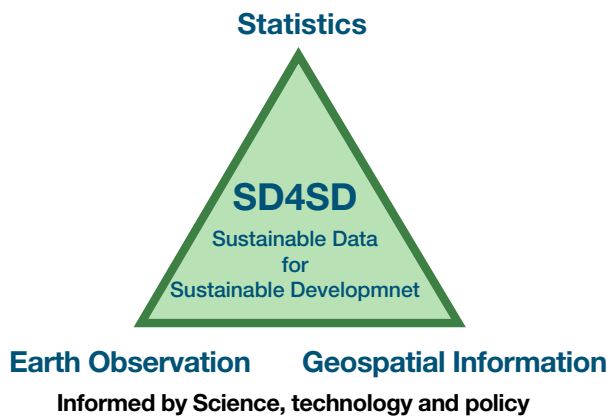 Statistics
SD4SD
Sustainable Data
for
Sustainable Developmnet
Earth Observation Geospatial Information
Informed by Science, technology and policy